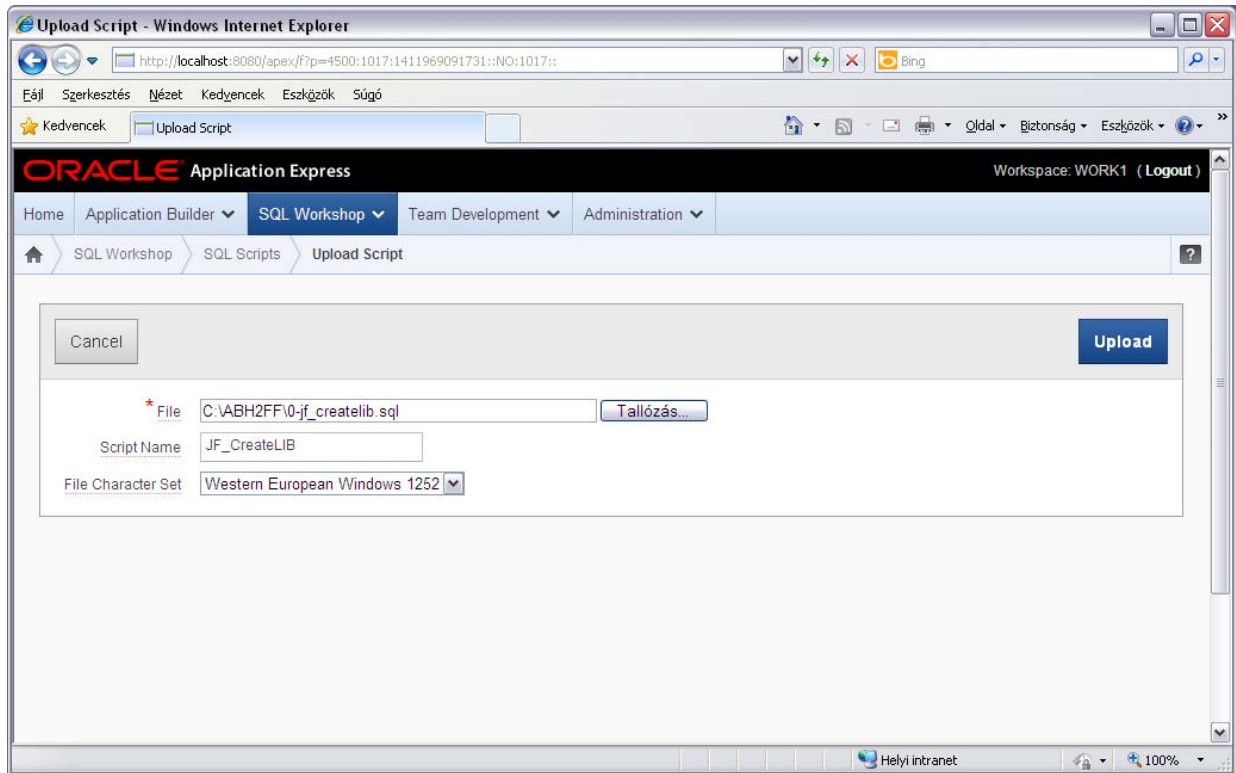 Upload Script - Windows Internet Explorer
http://localhost:8080/apex/f?p=4500:1017:1411969091731::NO:1017::
Bing
Fájl Szerkesztés Nézet Kedvencek Eszközök Súgó
Kedvencek Upload Script Oldal Biztonság Eszközök »
ORACLE Application Express Workspace: WORK1 (Logout)
Home Application Builder SQL Workshop Team Development Administration
SQL Workshop SQL Scripts Upload Script ?
Cancel Upload
* File C:\ABH2FF\0-jf_createlib.sql Tallózás...
Script Name JF_CreateLIB
File Character Set Western European Windows 1252
Helyi intranet 100%